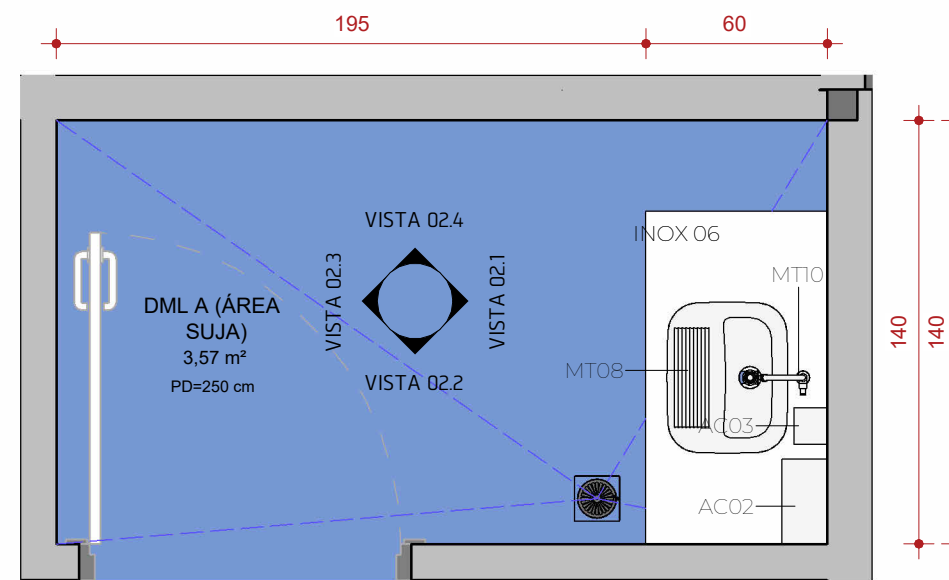 195
60
VISTA 02.4
INOX 06
VISTA 02.3
VISTA 02.1
MT10
DML A (ÁREA
SUJA)
3,57 m²
PD=250 cm
140
140
MT08
VISTA 02.2
AC03
AC02